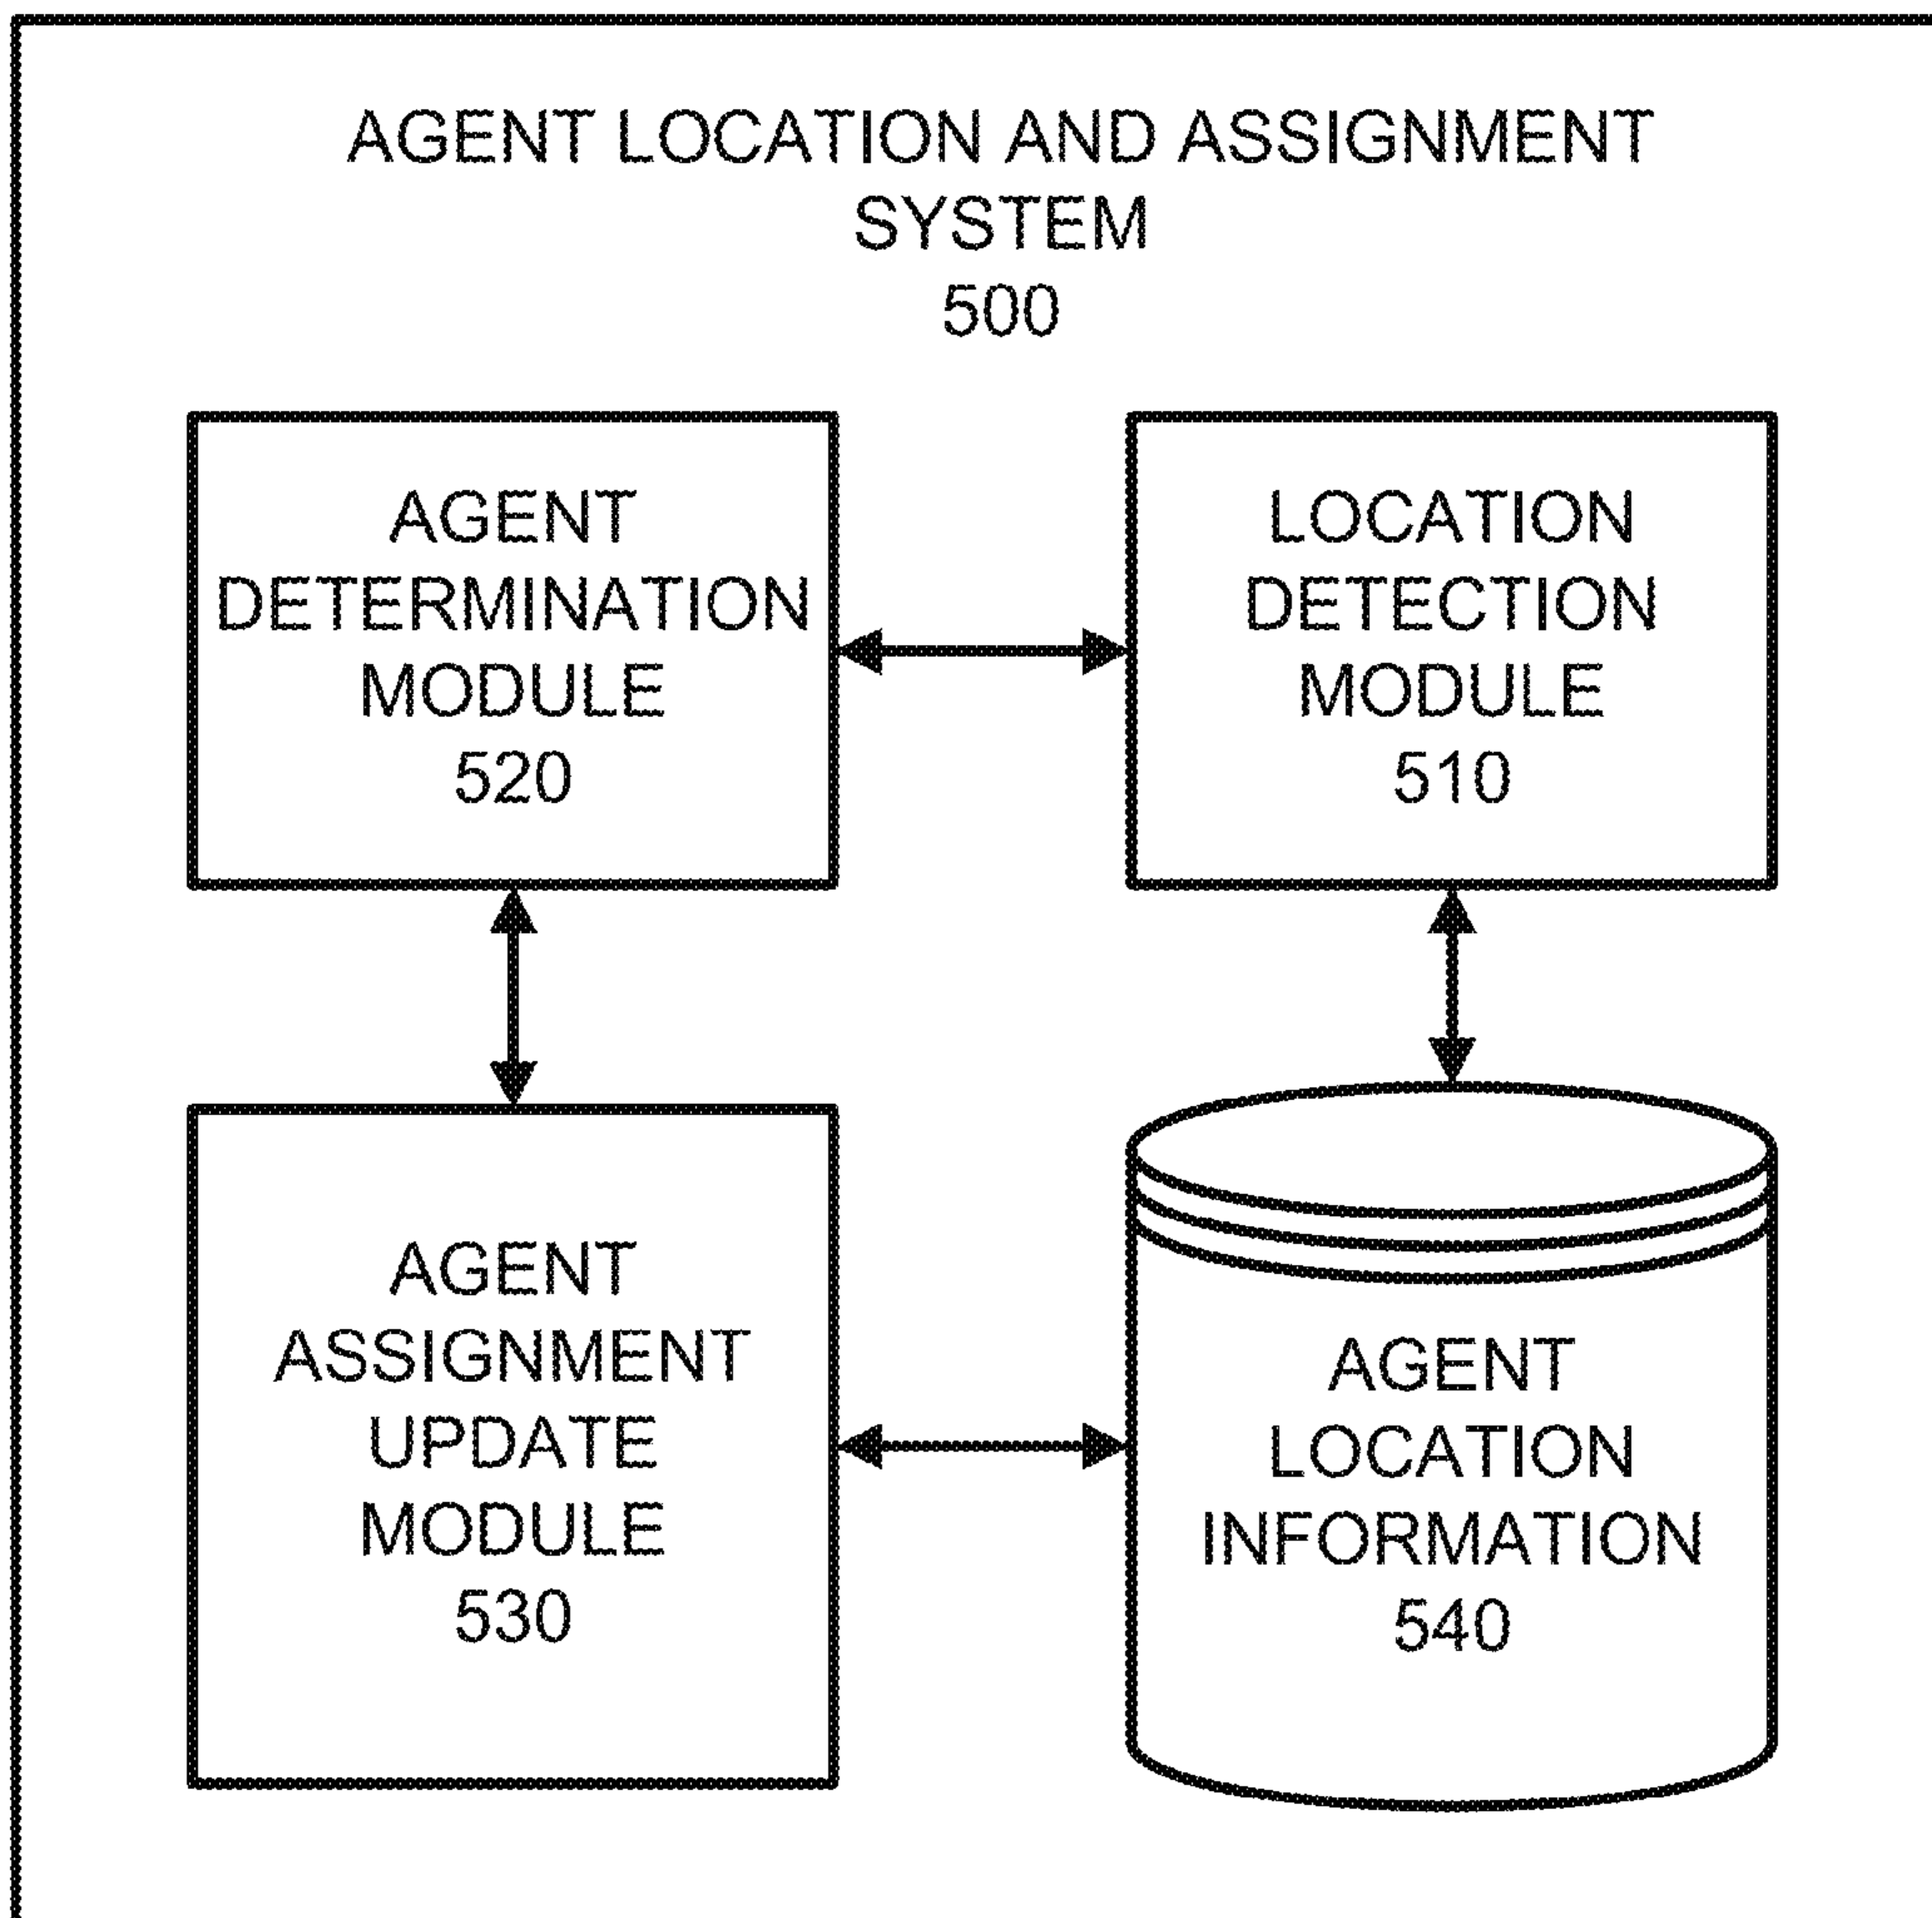 AGENT LOCATION AND ASSIGNMENT
SYSTEM
500
AGENT
DETERMINATION
MODULE
520
LOCATION
DETECTION
MODULE
510
AGENT
ASSIGNMENT
UPDATE
MODULE
530
AGENT
LOCATION
INFORMATION
540